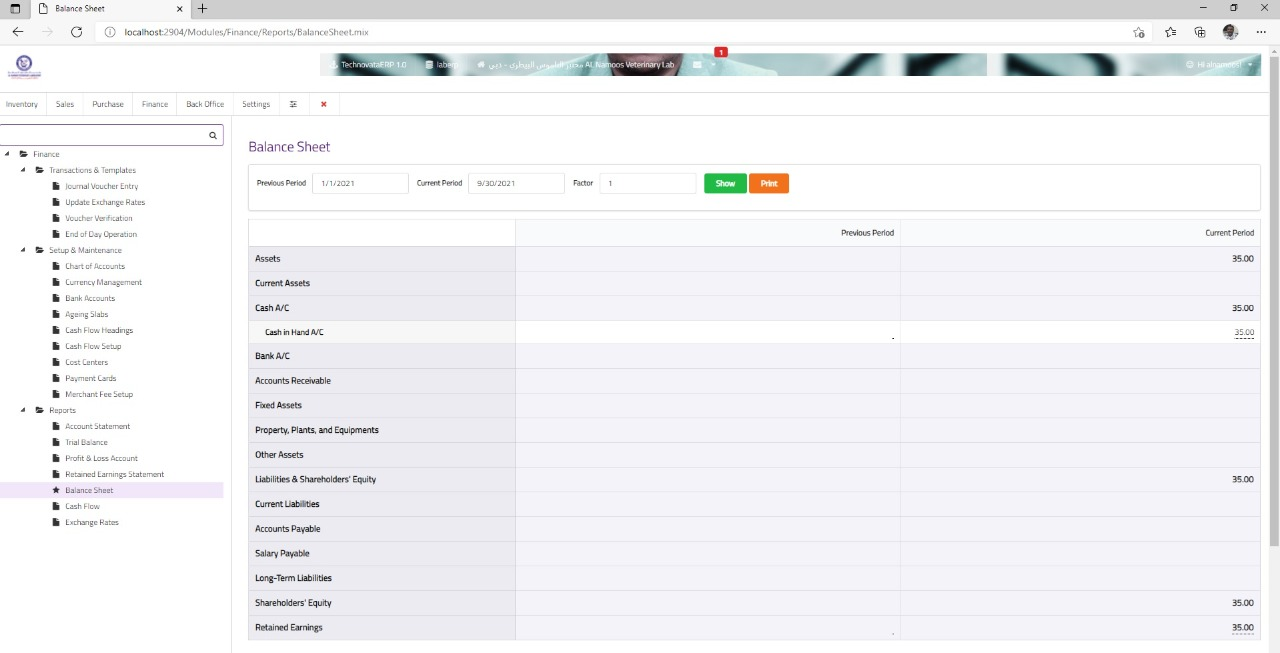 Balance Sheet
localhost:2904/Modules/Finance/Reports/BalanceSheet.mix
1
TechnovataERP 1.0
AL Namoos Veterinary Lab مختبر الناموس البيطري - دبي
Hi alnamoos!
Inventory
Sales
Purchase
Finance
Back Office
Settings
Finance
Transactions & Templates
Journal Voucher Entry
Update Exchange Rates
Voucher Verification
End of Day Operation
Setup & Maintenance
Chart of Accounts
Currency Management
Bank Accounts
Ageing Slabs
Cash Flow Headings
Cash Flow Setup
Cost Centers
Payment Cards
Merchant Fee Setup
Reports
Account Statement
Trial Balance
Profit & Loss Account
Retained Earnings Statement
Balance Sheet
Cash Flow
Exchange Rates
Balance Sheet
Previous Period 1/1/2021 Current Period 9/30/2021 Factor 1 Show Print
Previous Period Current Period
Assets 35.00
Current Assets
Cash A/C 35.00
Cash in Hand A/C . 35.00
Bank A/C
Accounts Receivable
Fixed Assets
Property, Plants, and Equipments
Other Assets
Liabilities & Shareholders' Equity 35.00
Current Liabilities
Accounts Payable
Salary Payable
Long-Term Liabilities
Shareholders' Equity 35.00
Retained Earnings . 35.00